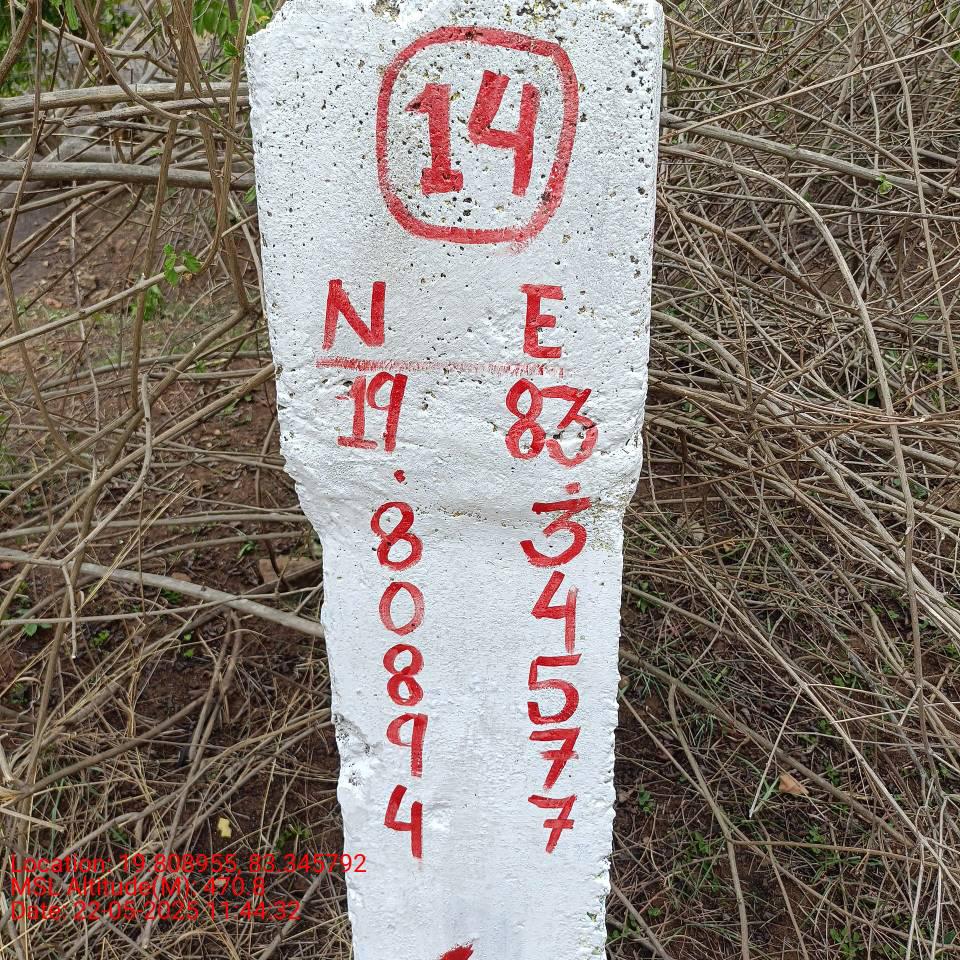 14
N E
19 83
. .
8 3
0 4
8 5
9 7
4 7
Location: 19.808955, 83.345792
MSL Altitude(M): 470.8
Date: 22-05-2025 11:44:32